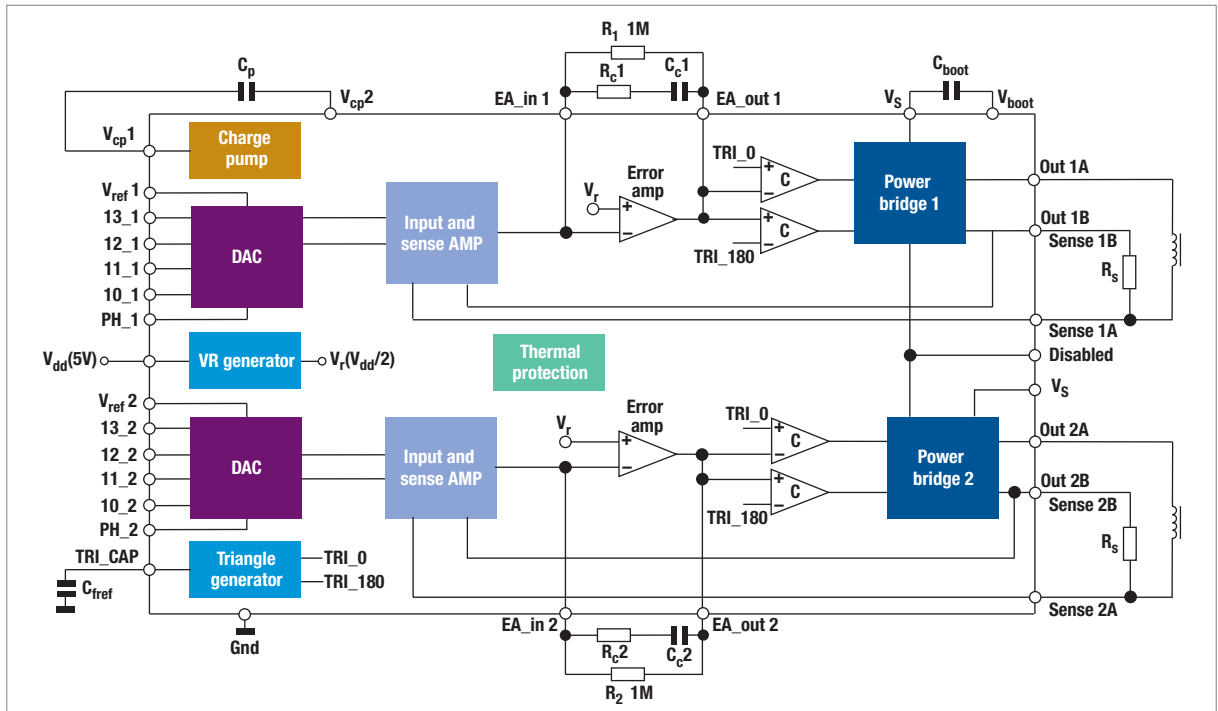 R1 1M
Cp
Rc1
Cc1
Cboot
Vcp2
EA_in 1
EA_out 1
VS
Vboot
Vcp1
Charge
pump
TRI_0
Vref 1
13_1
12_1
11_1
10_1
PH_1
DAC
Input and
sense AMP
Error
amp
Vr
+
−
+
−
C
+
−
C
TRI_180
Power
bridge 1
Out 1A
Out 1B
Sense 1B
Rs
Sense 1A
Disabled
Vdd(5V)
VR generator
Vr(Vdd/2)
Thermal
protection
VS
Vref 2
13_2
12_2
11_2
10_2
PH_2
DAC
Input and
sense AMP
Error
amp
Vr
+
−
TRI_0
+
−
C
+
−
C
TRI_180
Power
bridge 2
Out 2A
Out 2B
Sense 2B
Rs
Sense 2A
TRI_CAP
Triangle
generator
TRI_0
TRI_180
Cfref
Gnd
EA_in 2
EA_out 2
Rc2
Cc2
R2 1M